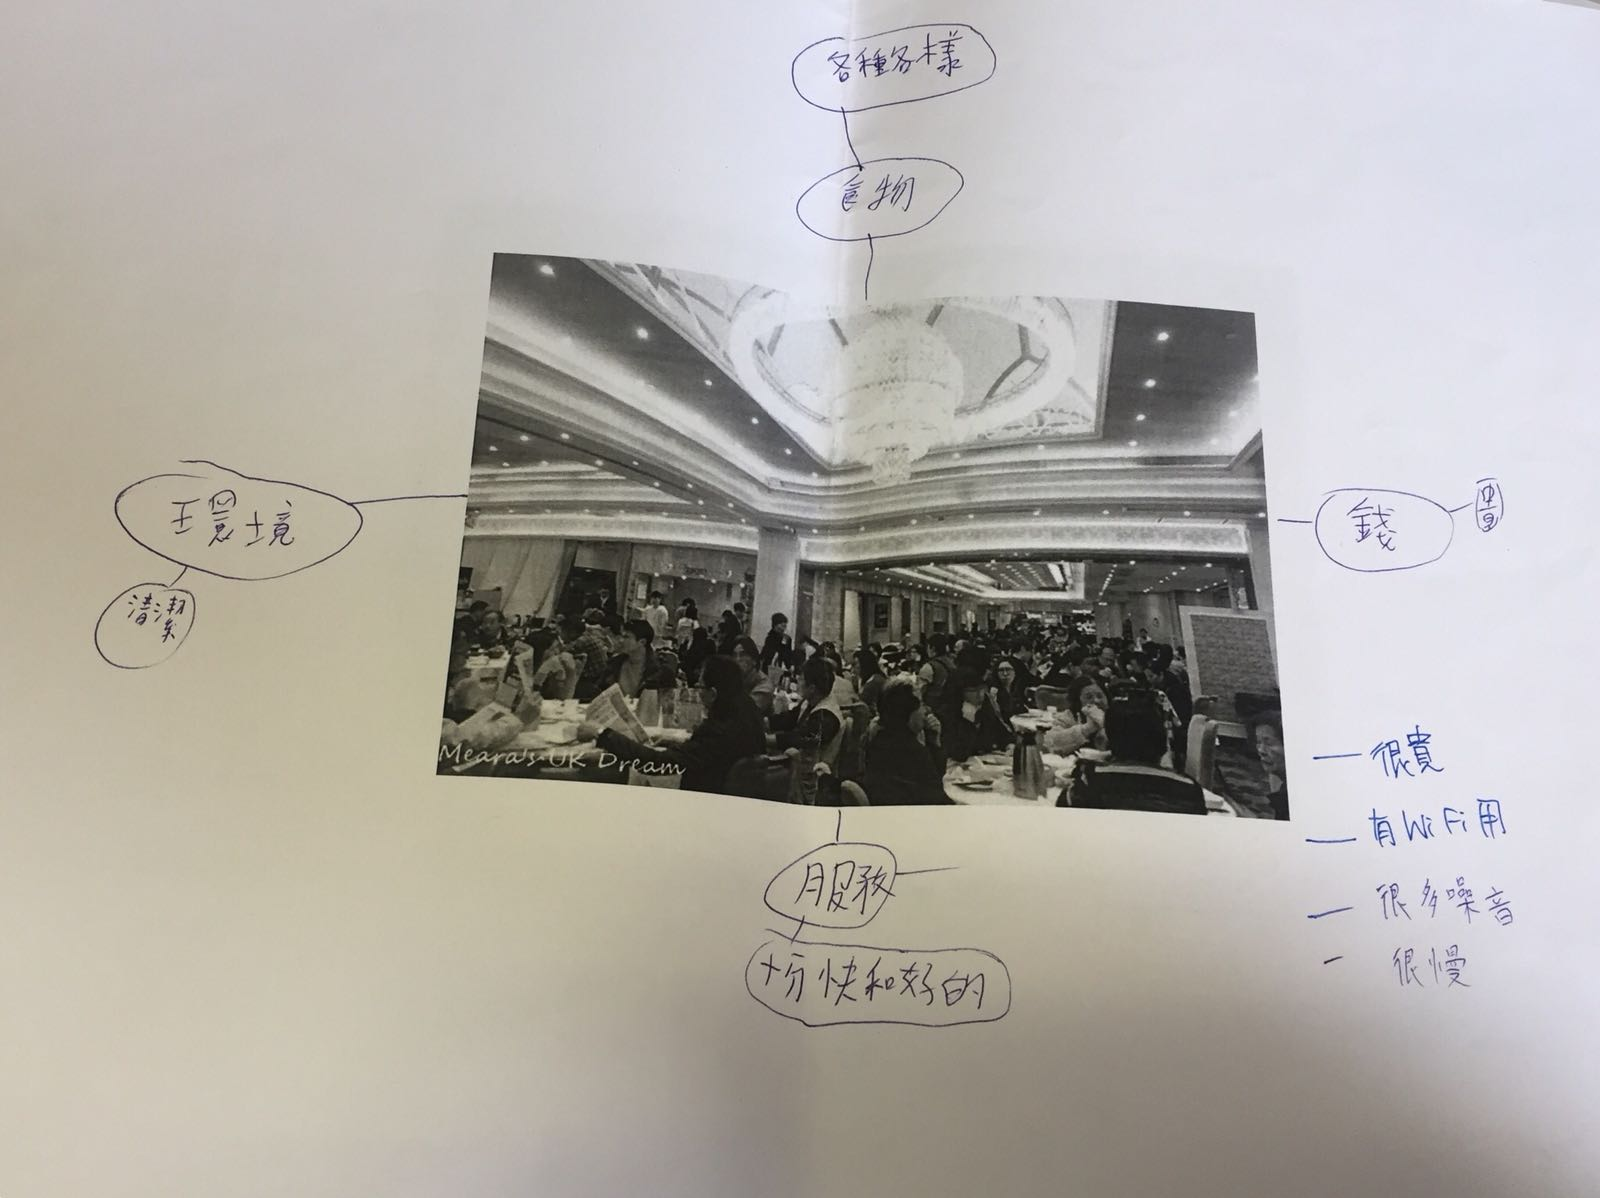 各種各樣
食物
環境
清潔
錢
Meara's UK Dream
很貴
有WiFi用
很多噪音
很慢
服務
十分快和好的